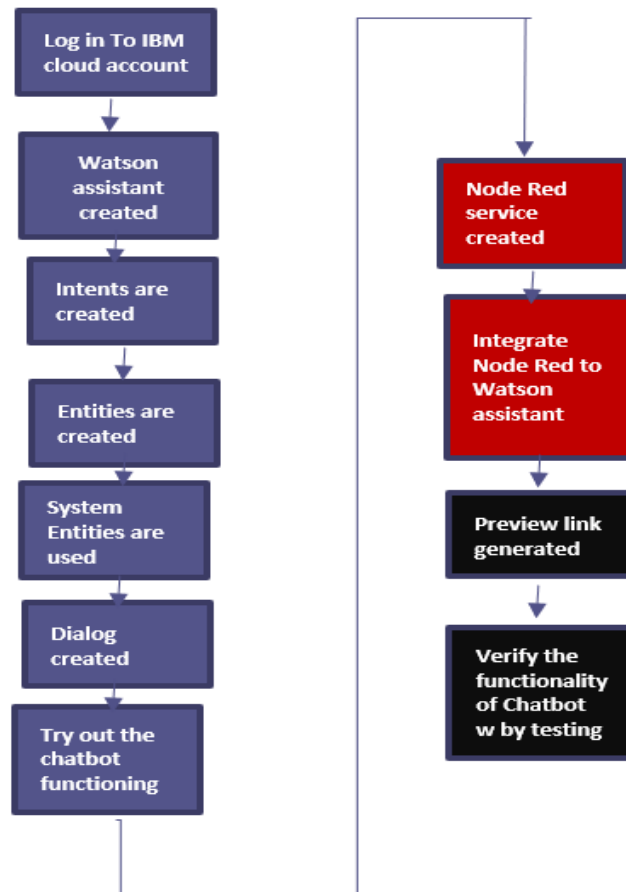 Log in To IBM
cloud account
Watson
assistant
created
Intents are
created
Entities are
created
System
Entities are
used
Dialog
created
Try out the
chatbot
functioning
Node Red
service
created
Integrate
Node Red to
Watson
assistant
Preview link
generated
Verify the
functionality
of Chatbot
w by testing